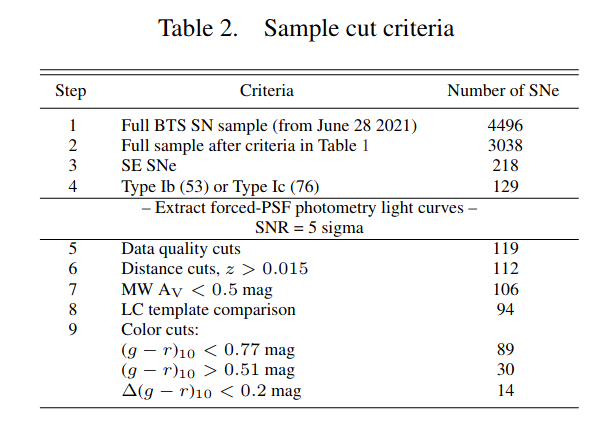 Table 2. Sample cut criteria
Step Criteria Number of SNe
1 Full BTS SN sample (from June 28 2021) 4496
2 Full sample after criteria in Table 1 3038
3 SE SNe 218
4 Type Ib (53) or Type Ic (76) 129
– Extract forced-PSF photometry light curves –
SNR = 5 sigma
5 Data quality cuts 119
6 Distance cuts, z > 0.015 112
7 MW A_V < 0.5 mag 106
8 LC template comparison 94
9 Color cuts:
(g − r)₁₀ < 0.77 mag 89
(g − r)₁₀ > 0.51 mag 30
Δ(g − r)₁₀ < 0.2 mag 14